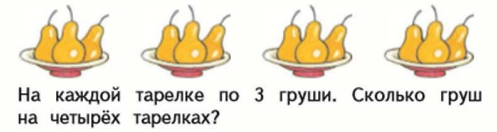 На каждой тарелке по 3 груши. Сколько груш
на четырёх тарелках?